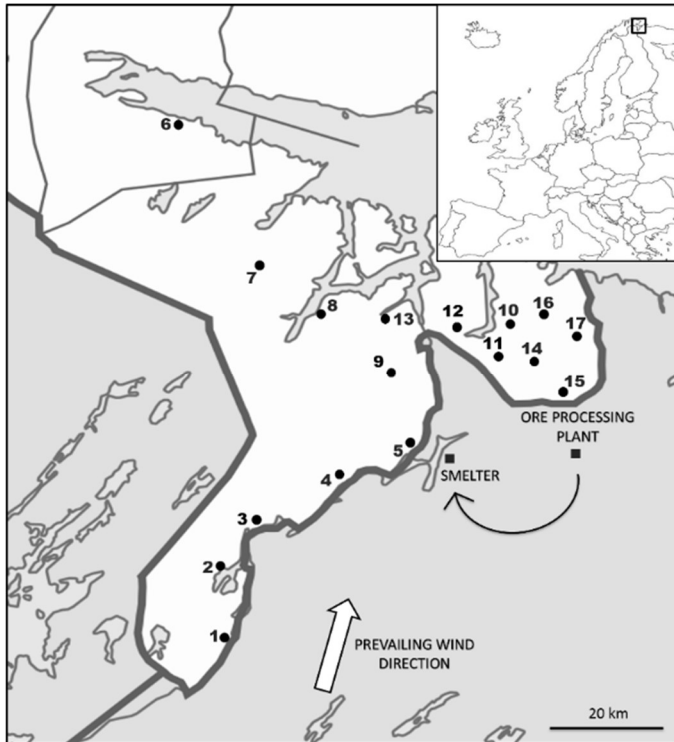 6
7
8
13
12
10
16
17
11
14
9
15
ORE PROCESSING
PLANT
5
SMELTER
4
3
2
1
PREVAILING WIND
DIRECTION
20 km